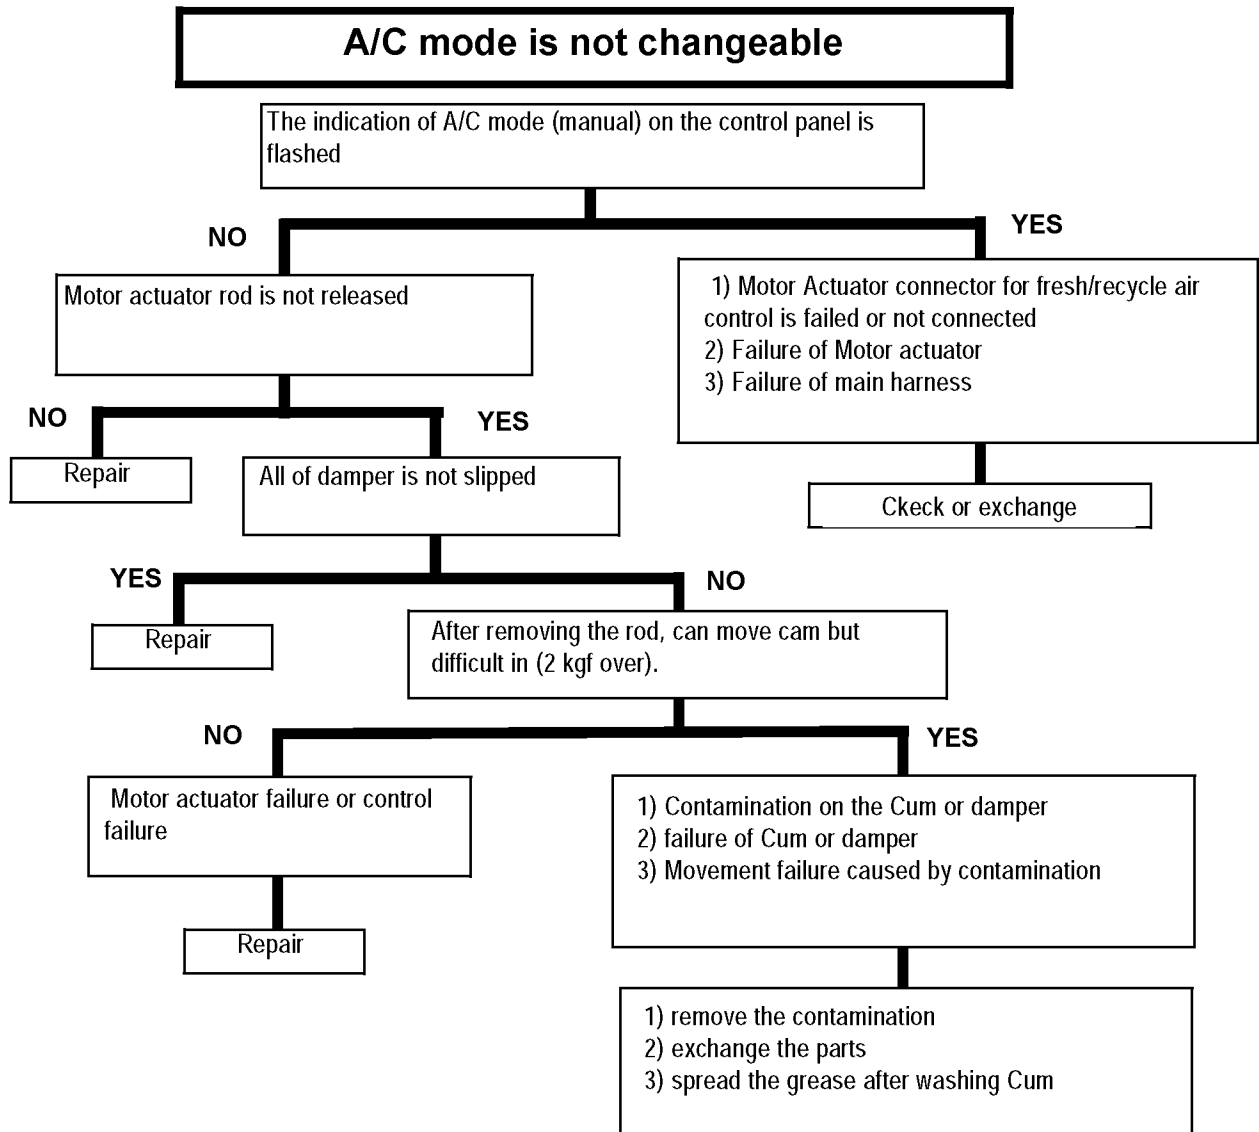 A/C mode is not changeable
The indication of A/C mode (manual) on the control panel is
flashed
NO
YES
Motor actuator rod is not released
1) Motor Actuator connector for fresh/recycle air
control is failed or not connected
2) Failure of Motor actuator
3) Failure of main harness
NO
YES
Repair
All of damper is not slipped
Ckeck or exchange
YES
NO
Repair
After removing the rod, can move cam but
difficult in (2 kgf over).
NO
YES
Motor actuator failure or control
failure
1) Contamination on the Cum or damper
2) failure of Cum or damper
3) Movement failure caused by contamination
Repair
1) remove the contamination
2) exchange the parts
3) spread the grease after washing Cum